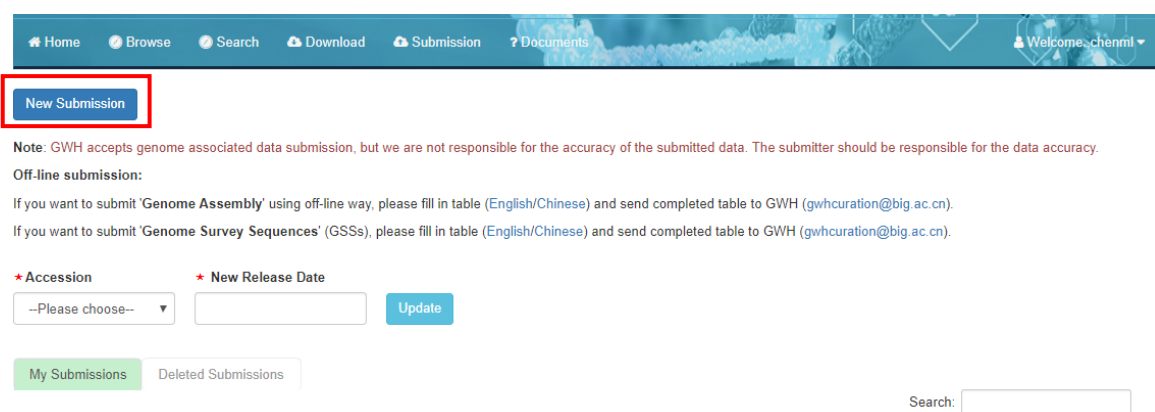 Home Browse Search Download Submission ? Documents Welcome, chenml
New Submission
Note: GWH accepts genome associated data submission, but we are not responsible for the accuracy of the submitted data. The submitter should be responsible for the data accuracy.
Off-line submission:
If you want to submit 'Genome Assembly' using off-line way, please fill in table (English/Chinese) and send completed table to GWH (gwhcuration@big.ac.cn).
If you want to submit 'Genome Survey Sequences' (GSSs), please fill in table (English/Chinese) and send completed table to GWH (gwhcuration@big.ac.cn).
★Accession ★ New Release Date
--Please choose-- Update
My Submissions Deleted Submissions
Search: